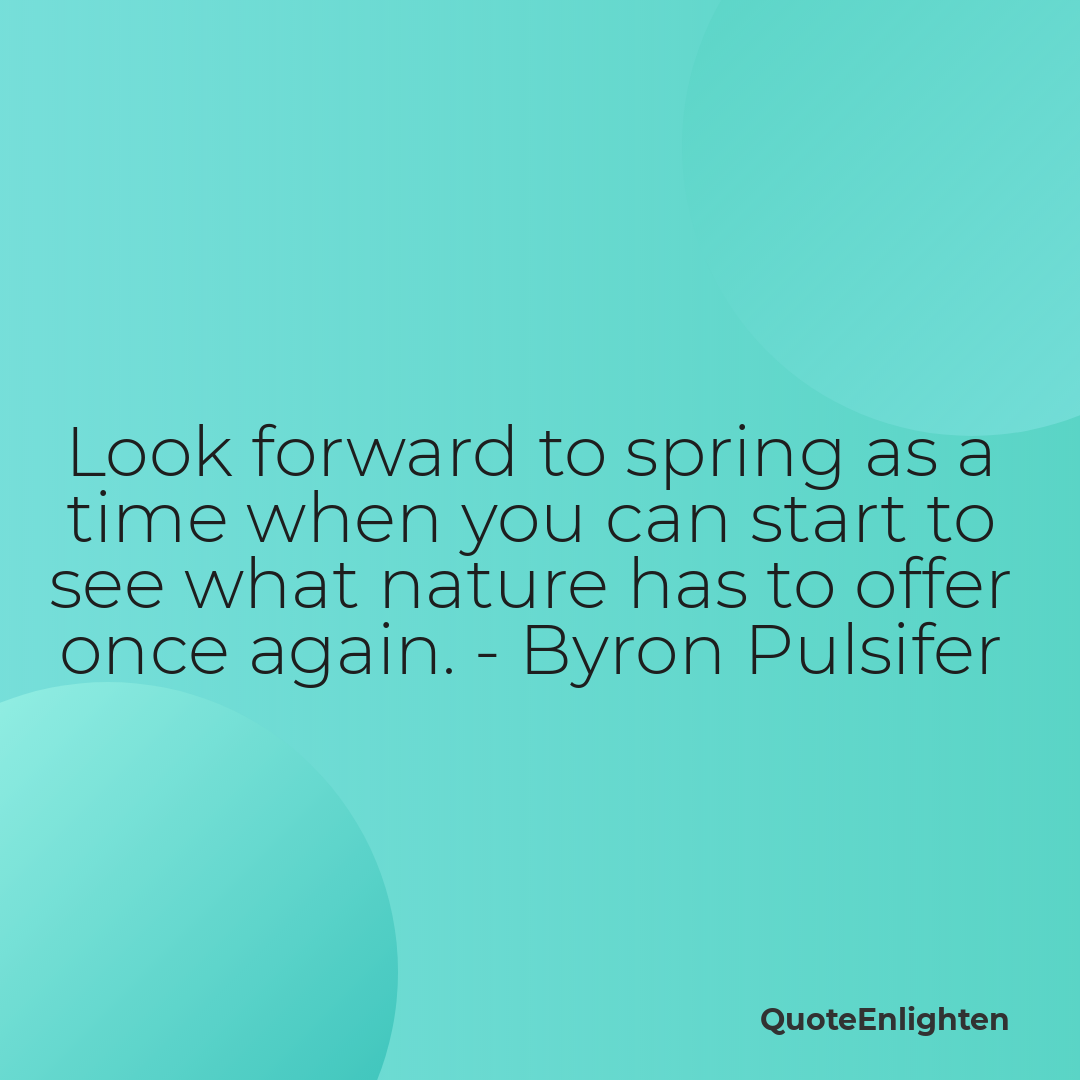 Look forward to spring as a
time when you can start to
see what nature has to offer
once again. - Byron Pulsifer
QuoteEnlighten